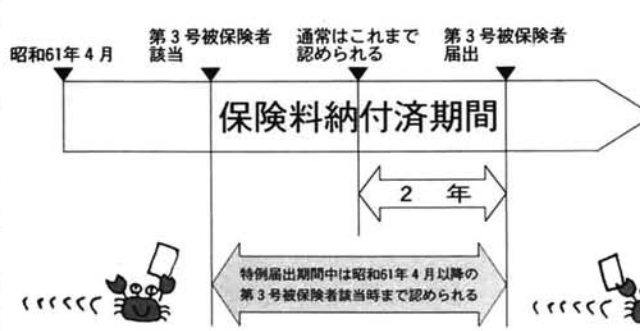 昭和61年4月
第3号被保険者
該当
通常はこれまで
認められる
第3号被保険者
届出
保険料納付済期間
2 年
特例届出期間中は昭和61年4月以降の
第3号被保険者該当時まで認められる